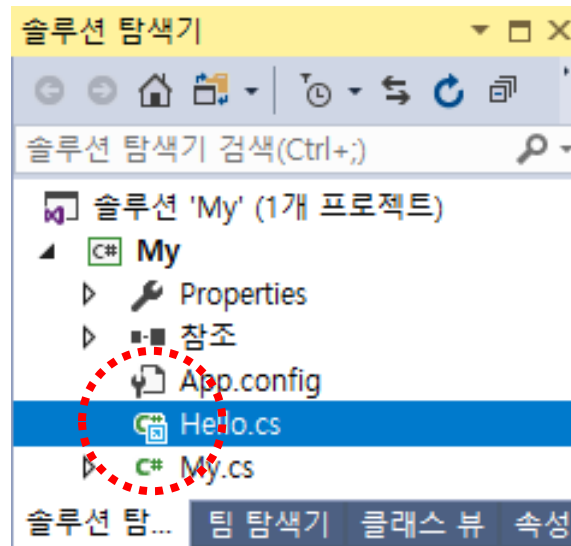 솔루션 탐색기
솔루션 탐색기 검색(Ctrl+;)
솔루션 'My' (1개 프로젝트)
C# My
Properties
참조
App.config
C# Hello.cs
C# My.cs
솔루션 탐... 팀 탐색기 클래스 뷰 속성